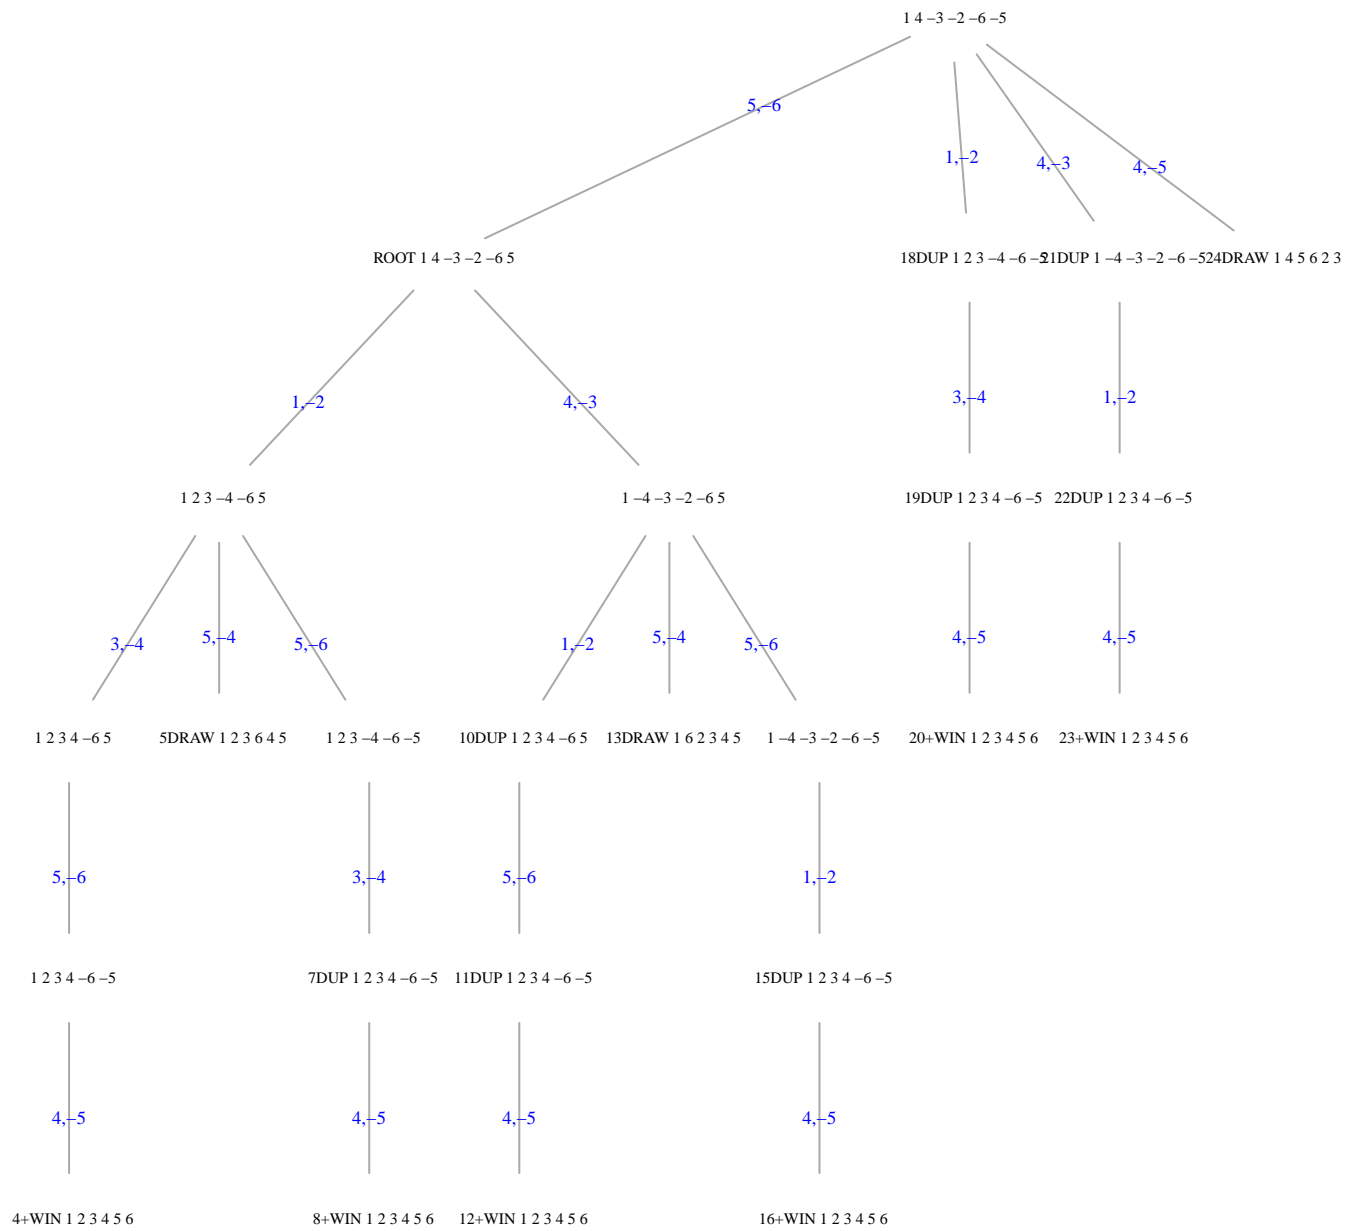 1 4 −3 −2 −6 −5
5,−6
1,−2
4,−3
4,−5
ROOT 1 4 −3 −2 −6 5
18DUP 1 2 3 −4 −6 −5
21DUP 1 −4 −3 −2 −6 −5
24DRAW 1 4 5 6 2 3
1,−2
4,−3
3,−4
1,−2
1 2 3 −4 −6 5
1 −4 −3 −2 −6 5
19DUP 1 2 3 4 −6 −5
22DUP 1 2 3 4 −6 −5
3,−4
5,−4
5,−6
1,−2
5,−4
5,−6
4,−5
4,−5
1 2 3 4 −6 5
5DRAW 1 2 3 6 4 5
1 2 3 −4 −6 −5
10DUP 1 2 3 4 −6 5
13DRAW 1 6 2 3 4 5
1 −4 −3 −2 −6 −5
20+WIN 1 2 3 4 5 6
23+WIN 1 2 3 4 5 6
5,−6
3,−4
5,−6
1,−2
1 2 3 4 −6 −5
7DUP 1 2 3 4 −6 −5
11DUP 1 2 3 4 −6 −5
15DUP 1 2 3 4 −6 −5
4,−5
4,−5
4,−5
4,−5
4+WIN 1 2 3 4 5 6
8+WIN 1 2 3 4 5 6
12+WIN 1 2 3 4 5 6
16+WIN 1 2 3 4 5 6